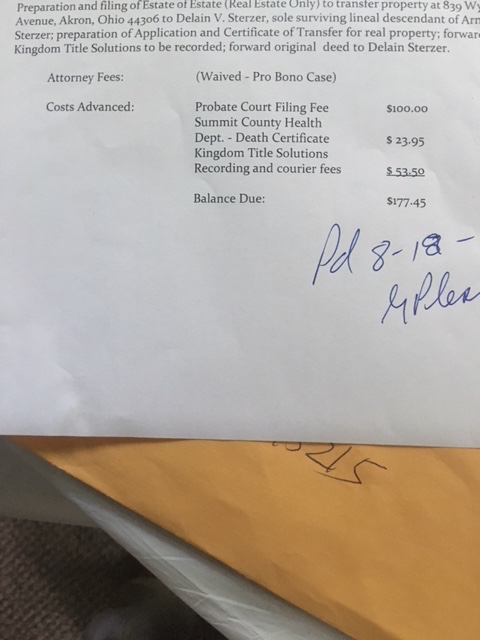 Preparation and filing of Estate of Estate (Real Estate Only) to transfer property at 839
Avenue, Akron, Ohio 44306 to Delain V. Sterzer, sole surviving lineal descendant of
Sterzer; preparation of Application and Certificate of Transfer for real property;
Kingdom Title Solutions to be recorded; forward original deed to Delain Sterzer.
Attorney Fees: (Waived - Pro Bono Case)
Costs Advanced: Probate Court Filing Fee $100.00
Summit County Health
Dept. - Death Certificate $ 23.95
Kingdom Title Solutions
Recording and courier fees $ 53.50
Balance Due: $177.45
Pd 8-18-
215